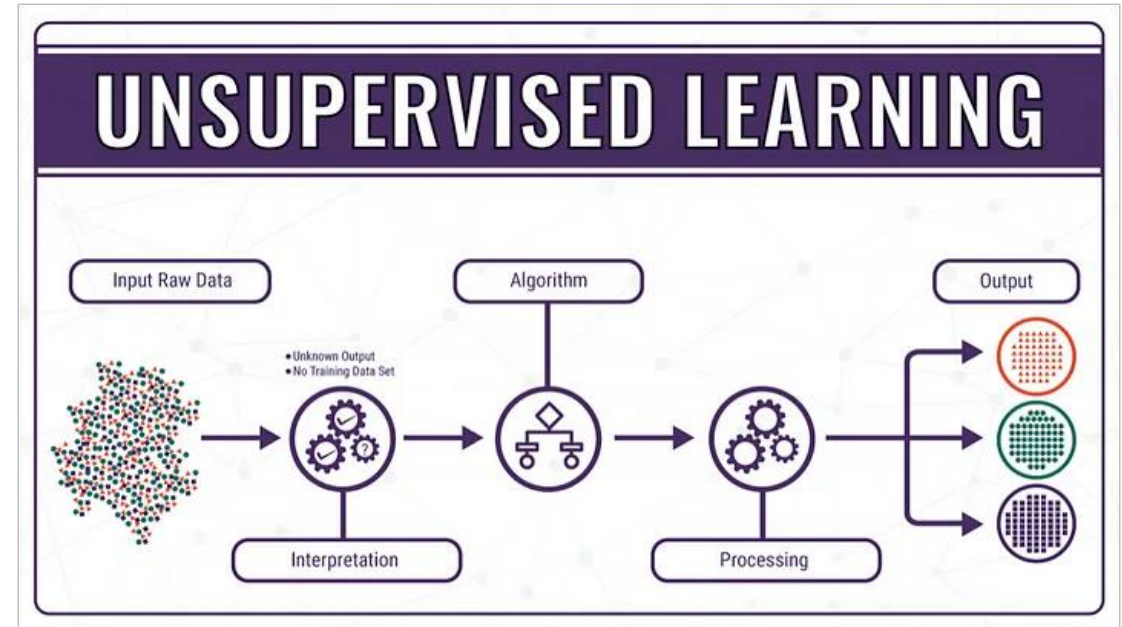 UNSUPERVISED LEARNING
Input Raw Data
Algorithm
Output
• Unknown Output
• No Training Data Set
?
Interpretation
Processing